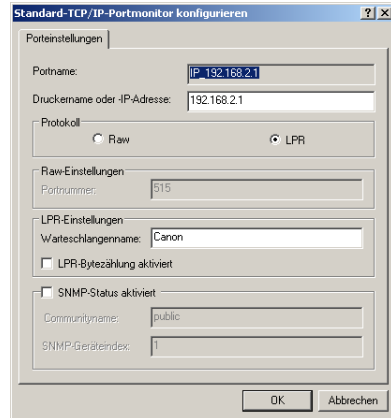 Standard-TCP/IP-Portmonitor konfigurieren
Porteinstellungen
Portname: IP_192.168.2.1
Druckername oder -IP-Adresse: 192.168.2.1
Protokoll
Raw LPR
Raw-Einstellungen
Portnummer: 515
LPR-Einstellungen
Warteschlangenname: Canon
LPR-Bytezählung aktiviert
SNMP-Status aktiviert
Communityname: public
SNMP-Geräteindex: 1
OK Abbrechen